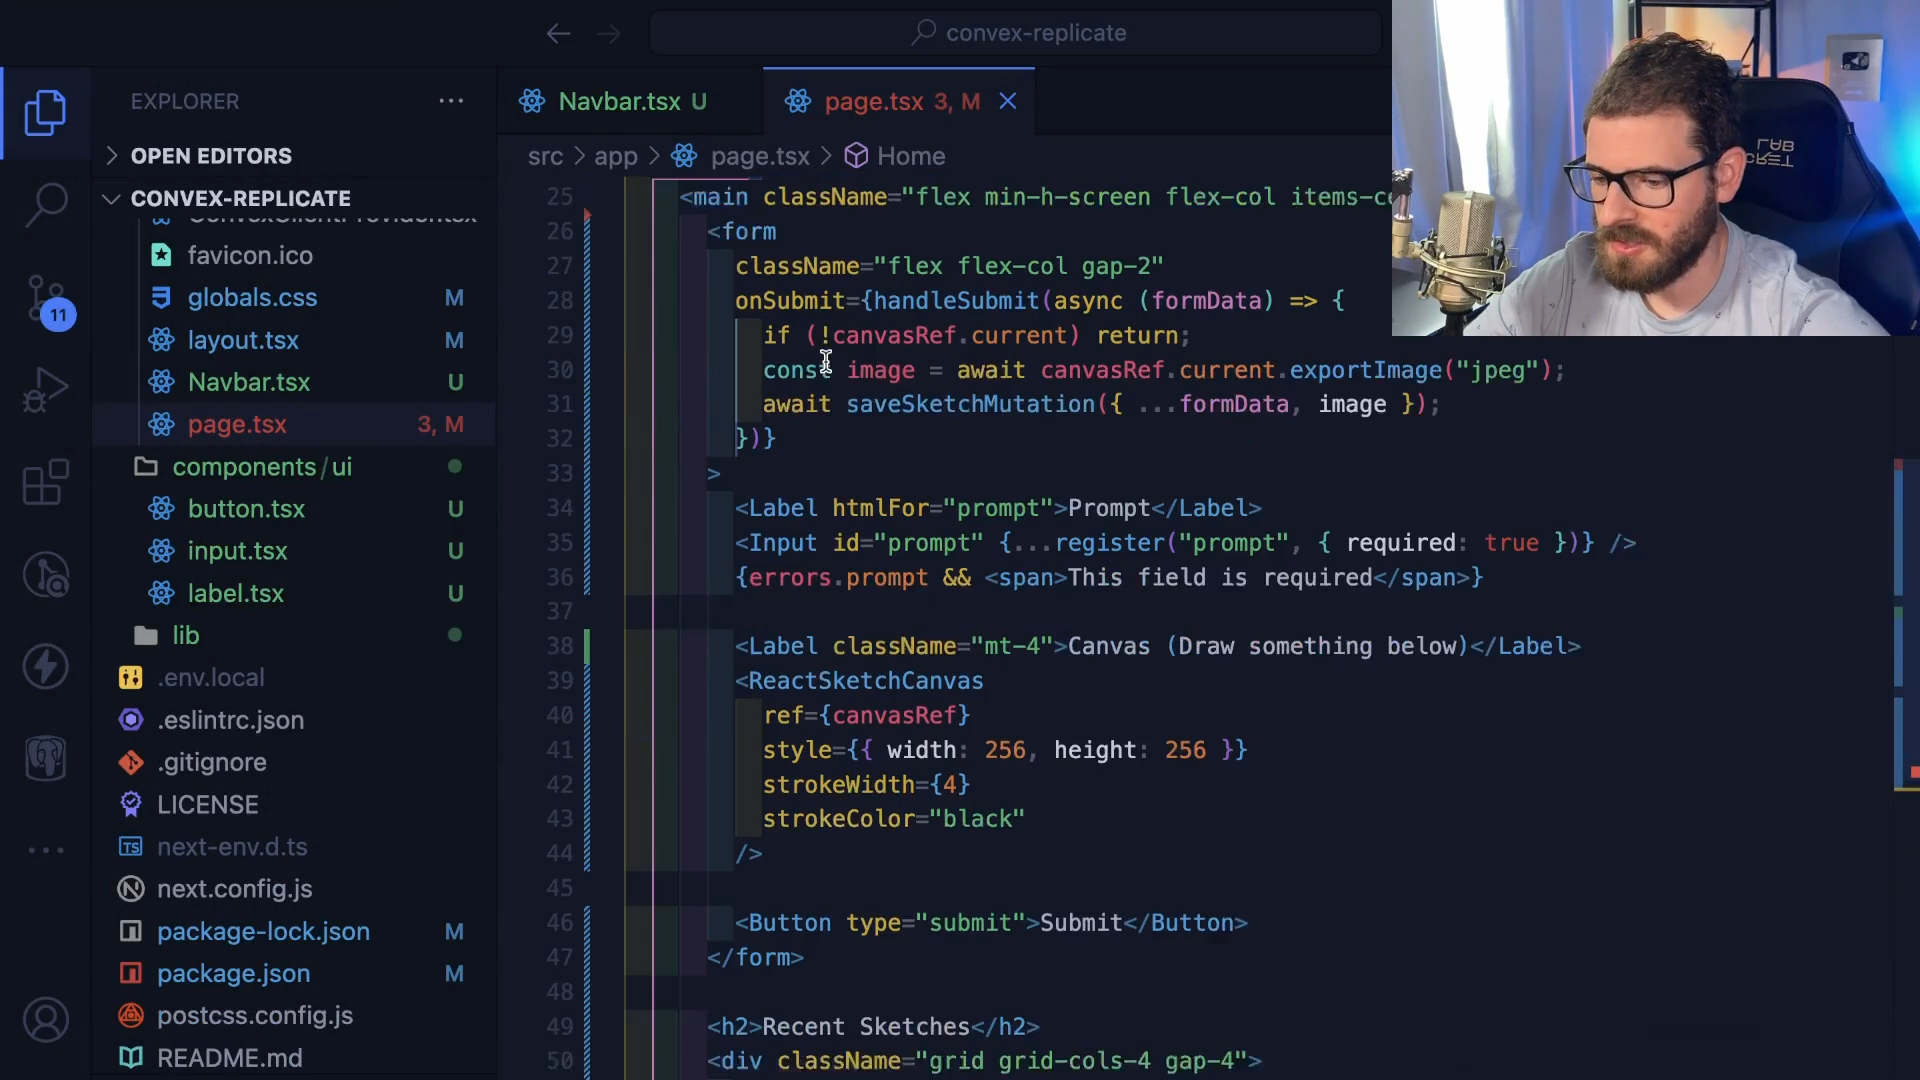 convex-replicate
EXPLORER
Navbar.tsx U
page.tsx 3, M
OPEN EDITORS
src > app > page.tsx > Home
CONVEX-REPLICATE
favicon.ico
globals.css M
layout.tsx M
Navbar.tsx U
page.tsx 3, M
components/ui
button.tsx U
input.tsx U
label.tsx U
lib
.env.local
.eslintrc.json
.gitignore
LICENSE
TS next-env.d.ts
next.config.js
package-lock.json M
package.json M
postcss.config.js
README.md
11
25 <main className="flex min-h-screen flex-col
26 <form
27 className="flex flex-col gap-2"
28 onSubmit={handleSubmit(async (formData) => {
29 if (!canvasRef.current) return;
30 const image = await canvasRef.current.exportImage("jpeg");
31 await saveSketchMutation({ ...formData, image });
32 })}
33 >
34 <Label htmlFor="prompt">Prompt</Label>
35 <Input id="prompt" {...register("prompt", { required: true })} />
36 {errors.prompt && <span>This field is required</span>}
37
38 <Label className="mt-4">Canvas (Draw something below)</Label>
39 <ReactSketchCanvas
40 ref={canvasRef}
41 style={{ width: 256, height: 256 }}
42 strokeWidth={4}
43 strokeColor="black"
44 />
45
46 <Button type="submit">Submit</Button>
47 </form>
48
49 <h2>Recent Sketches</h2>
50 <div className="grid grid-cols-4 gap-4">